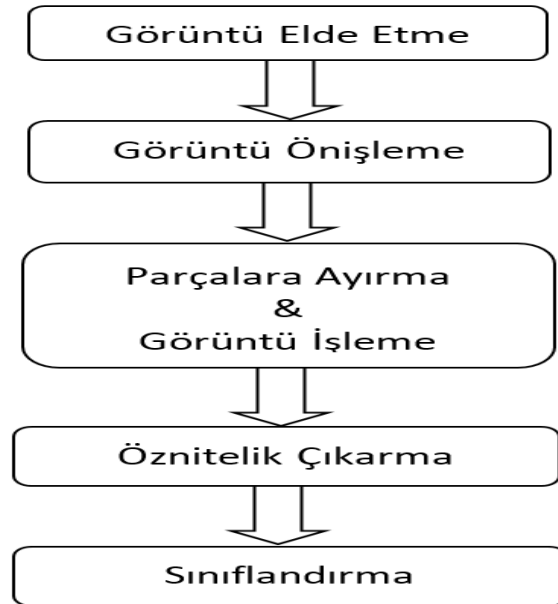 Görüntü Elde Etme
Görüntü Önişleme
Parçalara Ayırma
&
Görüntü İşleme
Öznitelik Çıkarma
Sınıflandırma